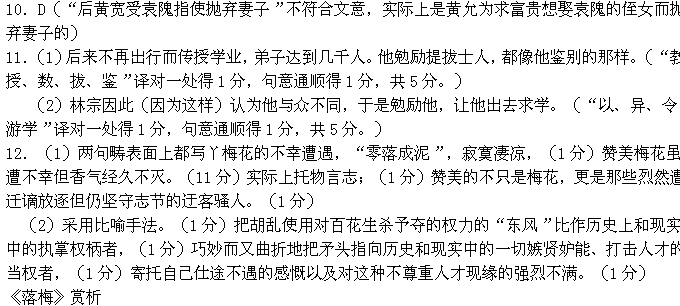 10. D（“后黄宽受袁隗指使抛弃妻子”不符合文意，实际上是黄允为求富贵想娶袁隗的侄女而抛
弃妻子的）
11.（1）后来不再出行而传授学业，弟子达到几千人。他勉励提拔士人，都像他鉴别的那样。（“教
授、数、拔、鉴”译对一处得1分，句意通顺得1分，共5分。）
（2）林宗因此（因为这样）认为他与众不同，于是勉励他，让他出去求学。（“以、异、令
游学”译对一处得1分，句意通顺得1分，共5分。）
12.（1）两句畴表面上都写丫梅花的不幸遭遇，“零落成泥”，寂寞凄凉，（1分）赞美梅花虽
遭不幸但香气经久不灭。（11分）实际上托物言志；（1分）赞美的不只是梅花，更是那些烈然遭
迁谪放逐但仍坚守志节的迁客骚人。（1分）
（2）采用比喻手法。（1分）把胡乱使用对百花生杀予夺的权力的“东风”比作历史上和现实
中的执掌权柄者，（1分）巧妙而又曲折地把矛头指向历史和现实中的一切嫉贤妒能、打击人才的
当权者，（1分）寄托自己仕途不遇的感慨以及对这种不尊重人才现缘的强烈不满。（1分）
《落梅》赏析